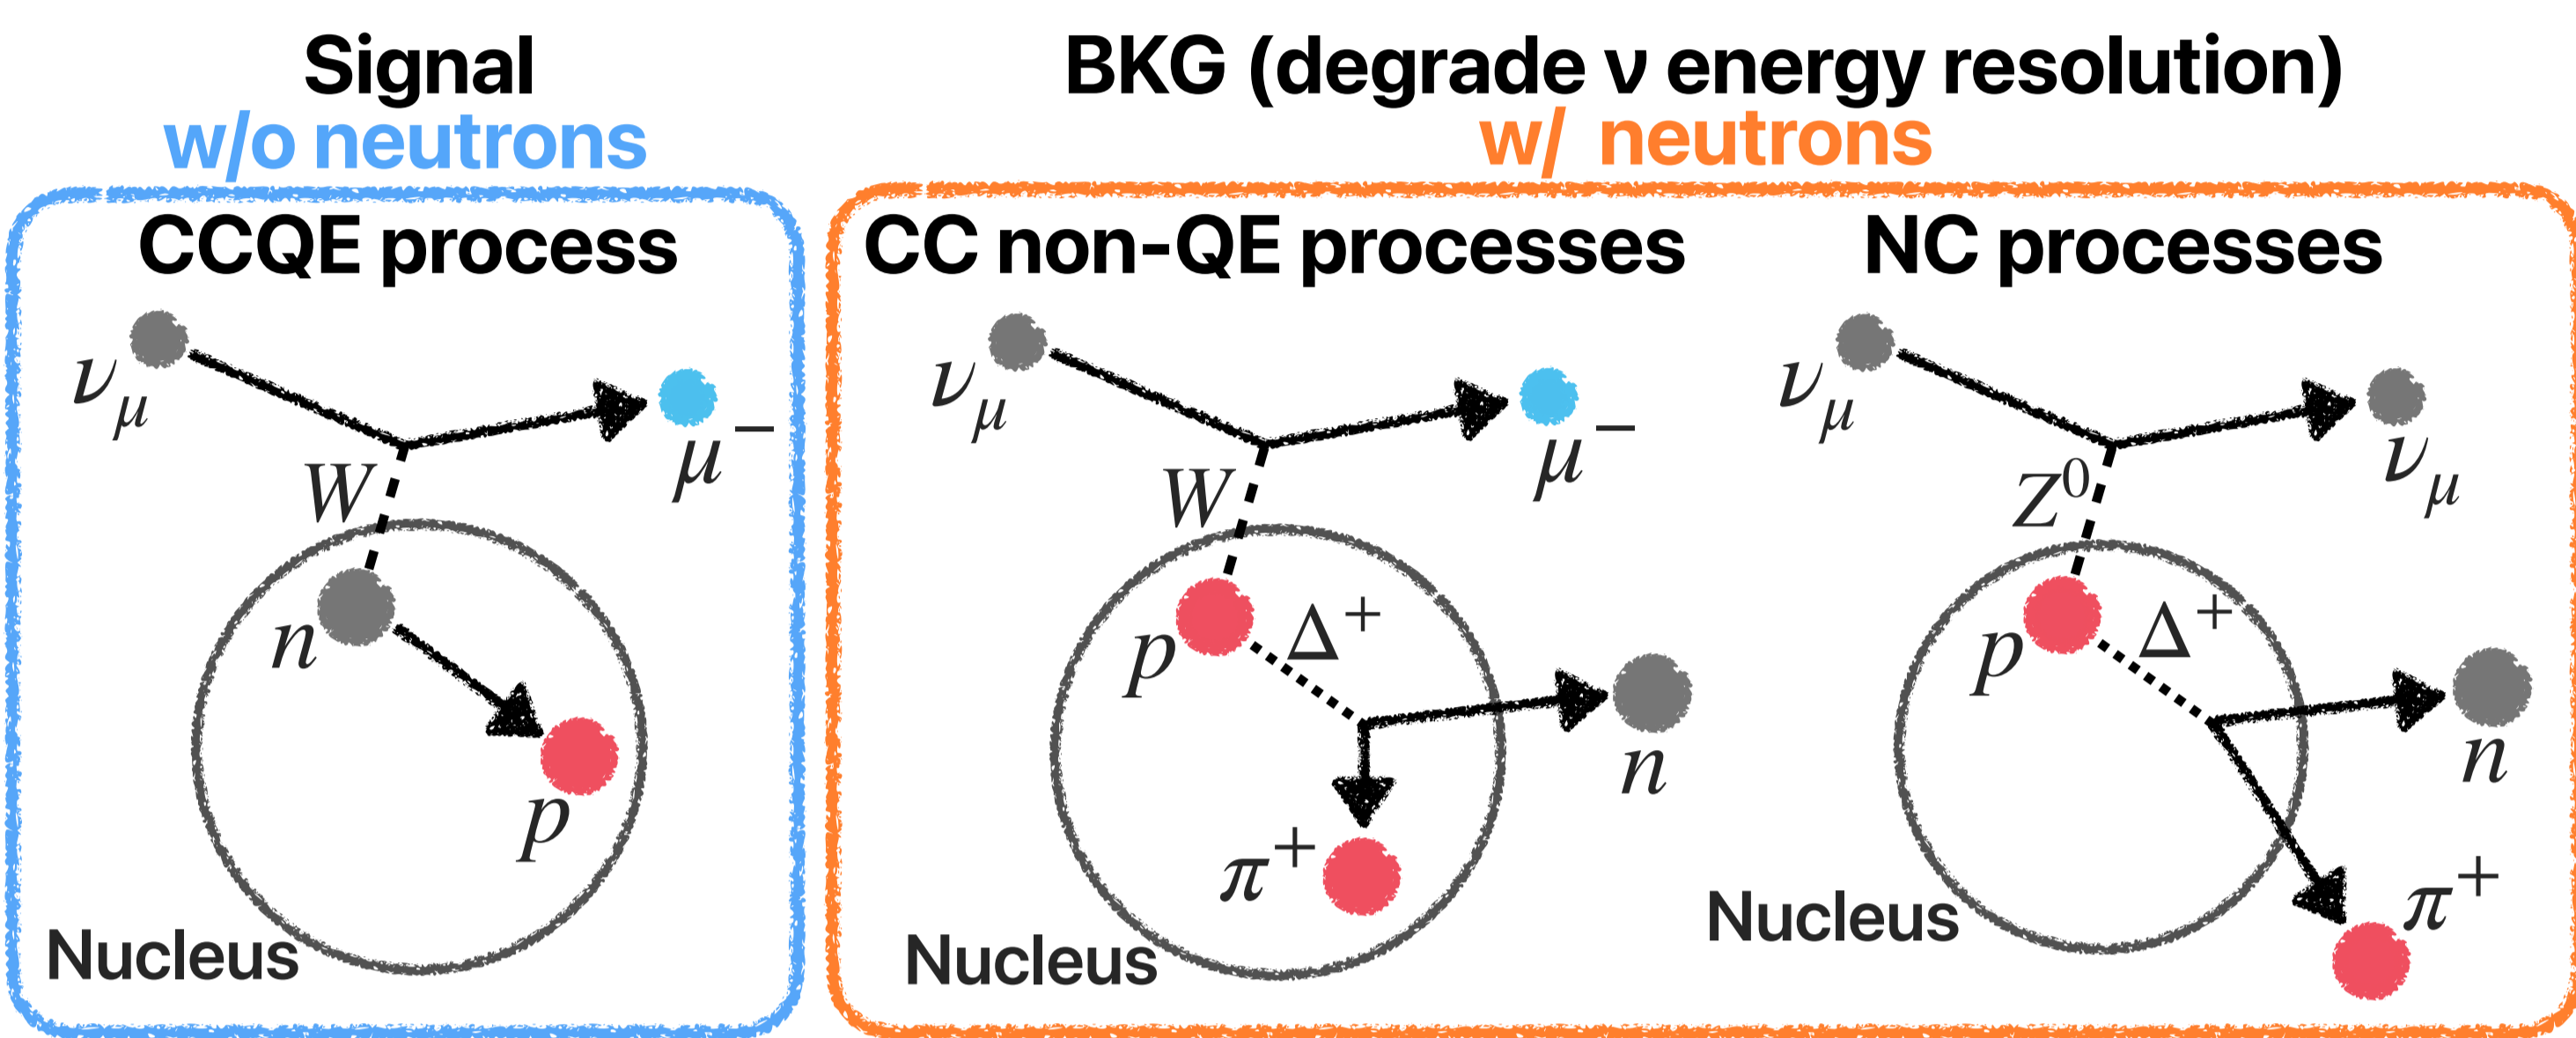 Signal
w/o neutrons
CCQE process
ν_μ
μ⁻
W
n
p
Nucleus
BKG (degrade ν energy resolution)
w/ neutrons
CC non-QE processes
ν_μ
μ⁻
W
p
Δ⁺
n
π⁺
Nucleus
NC processes
ν_μ
ν_μ
Z⁰
p
Δ⁺
n
π⁺
Nucleus